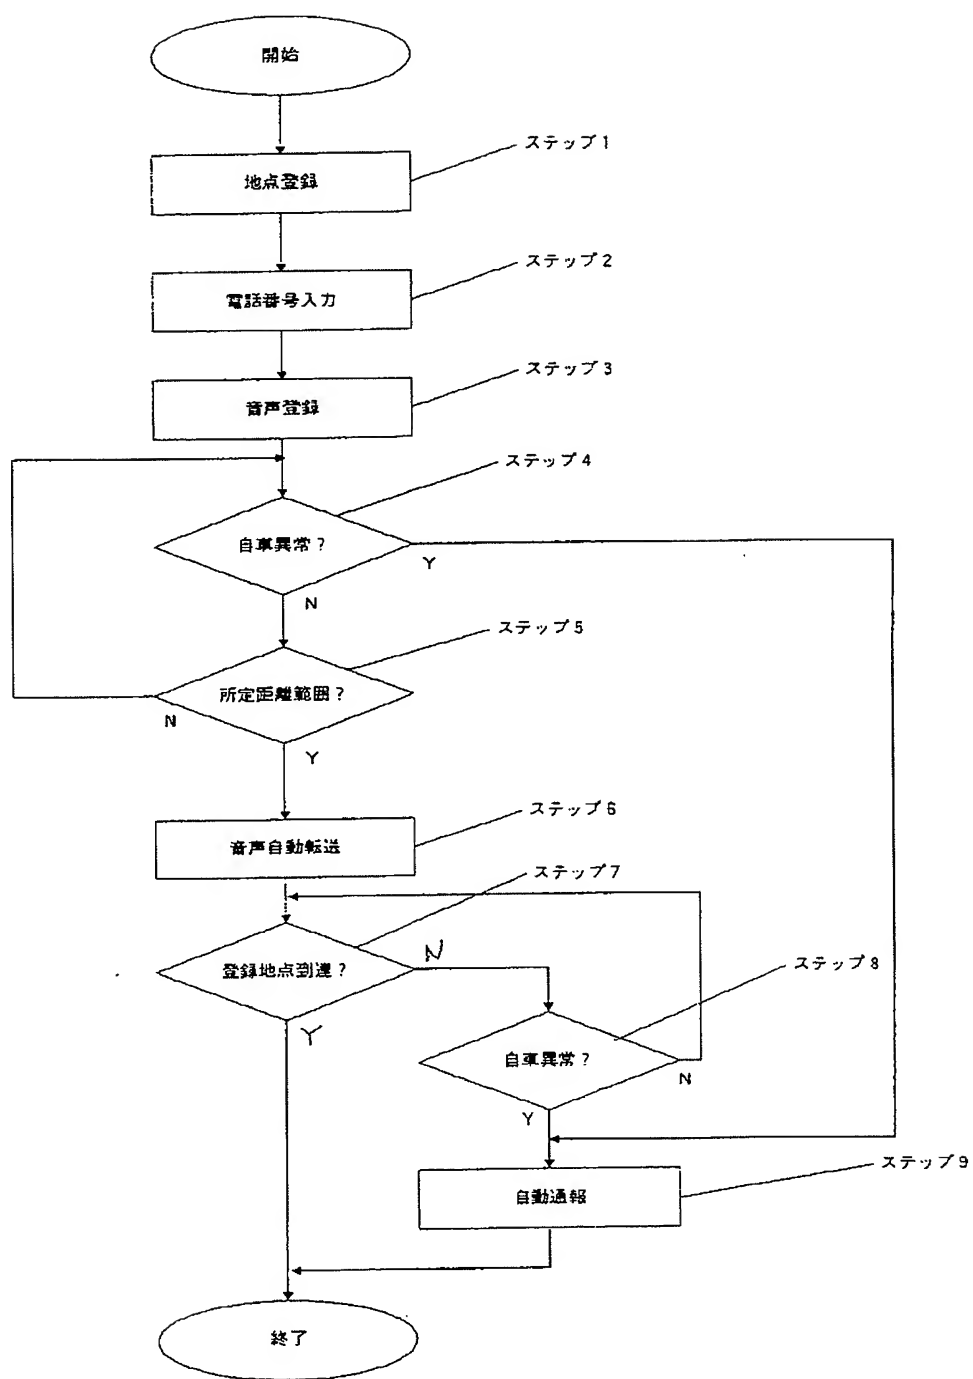 開始
ステップ1
地点登録
ステップ2
電話番号入力
ステップ3
音声登録
ステップ4
自車異常?
Y
N
ステップ5
所定距離範囲?
N
Y
ステップ6
音声自動転送
ステップ7
登録地点到達?
N
Y
ステップ8
自車異常?
N
Y
ステップ9
自動通報
終了